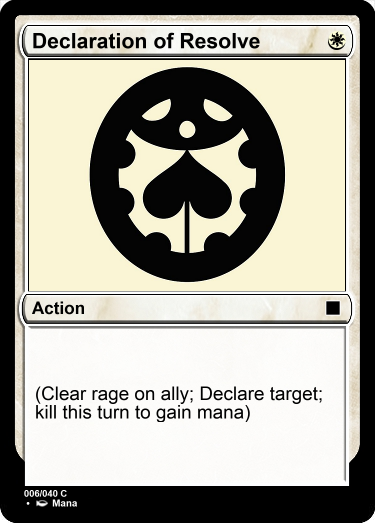 Declaration of Resolve
Action
(Clear rage on ally; Declare target;
kill this turn to gain mana)
006/040 C
• Mana